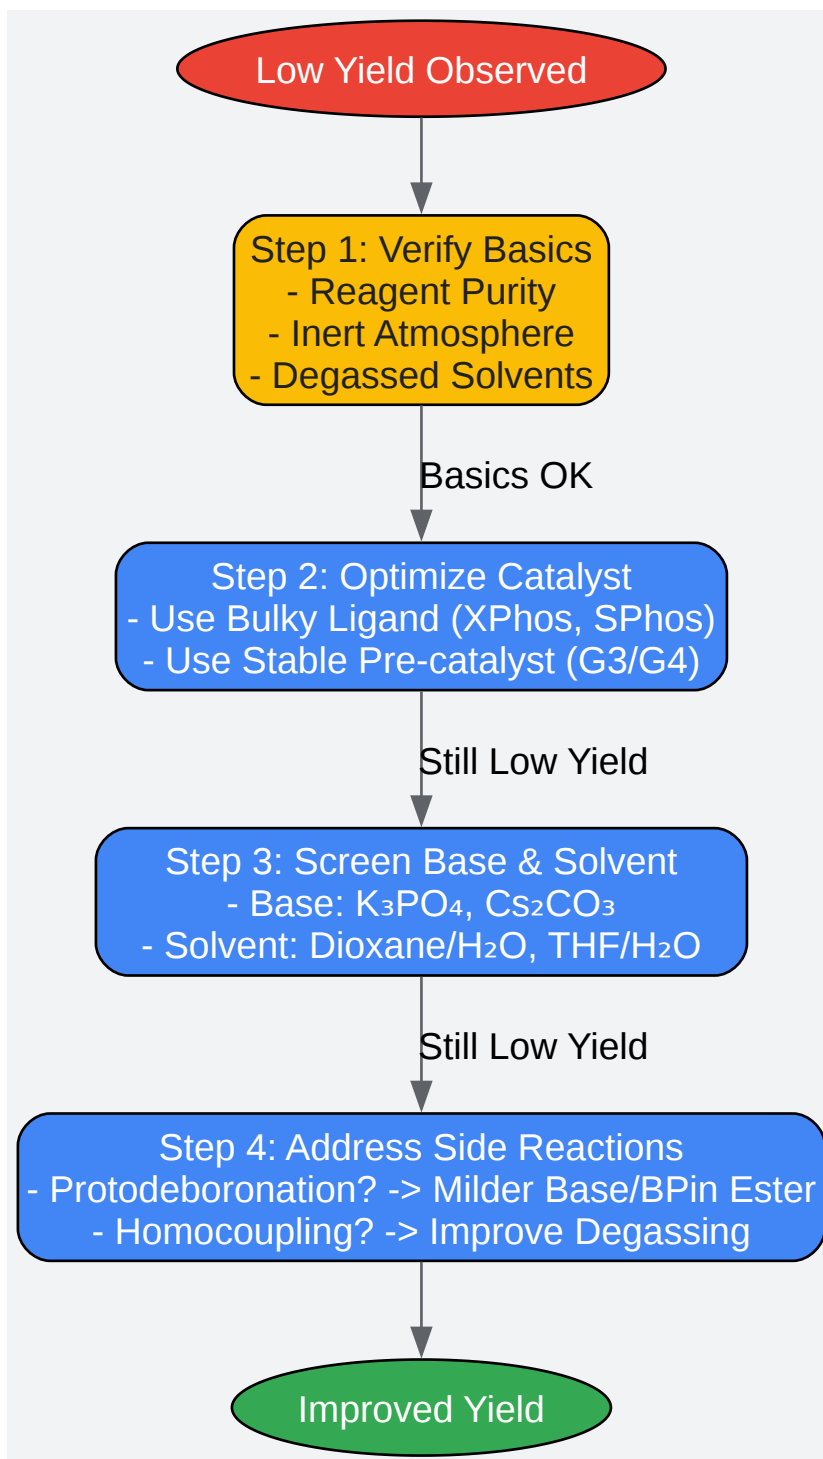 Low Yield Observed
Step 1: Verify Basics
- Reagent Purity
- Inert Atmosphere
- Degassed Solvents
Basics OK
Step 2: Optimize Catalyst
- Use Bulky Ligand (XPhos, SPhos)
- Use Stable Pre-catalyst (G3/G4)
Still Low Yield
Step 3: Screen Base & Solvent
- Base: K₃PO₄, Cs₂CO₃
- Solvent: Dioxane/H₂O, THF/H₂O
Still Low Yield
Step 4: Address Side Reactions
- Protodeboronation? -> Milder Base/BPin Ester
- Homocoupling? -> Improve Degassing
Improved Yield